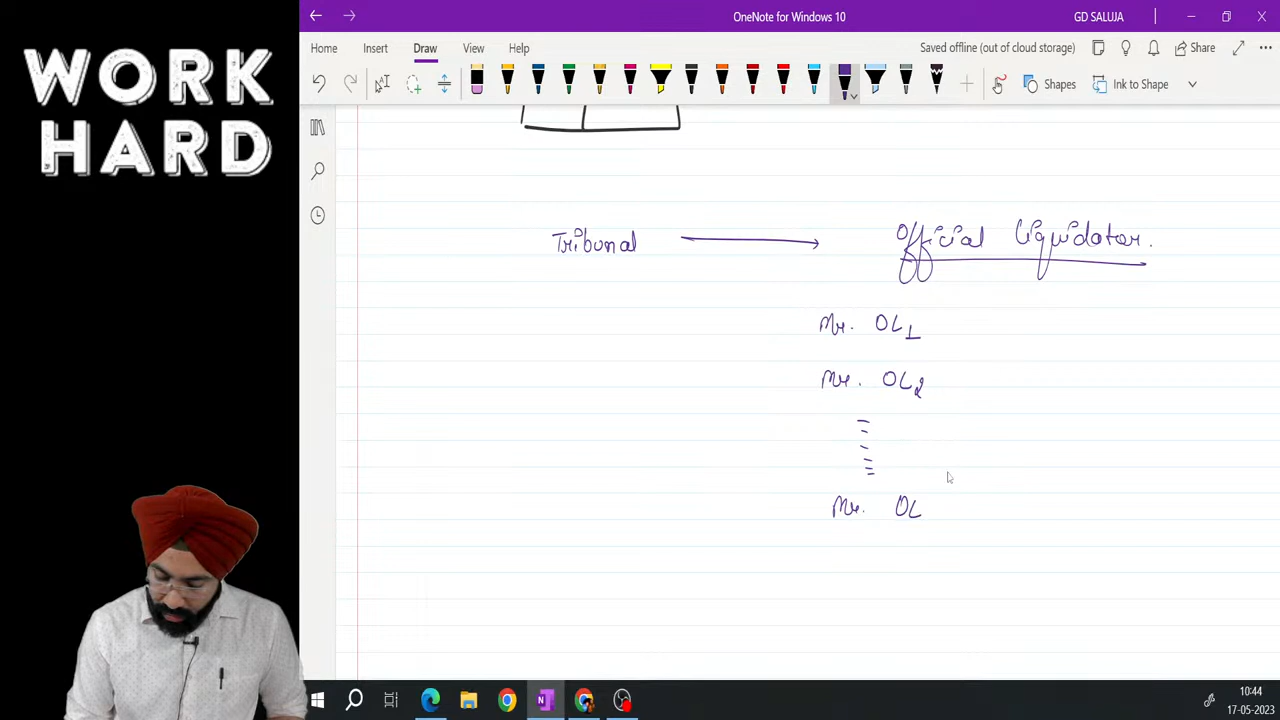 WORK
HARD
OneNote for Windows 10
GD SALUJA
Home Insert Draw View Help
Saved offline (out of cloud storage)
Share
Shapes
Ink to Shape
Tribunal
Official liquidator.
Mr. OL1
Mr. OL2
Mr. OL
10:44
17-05-2023